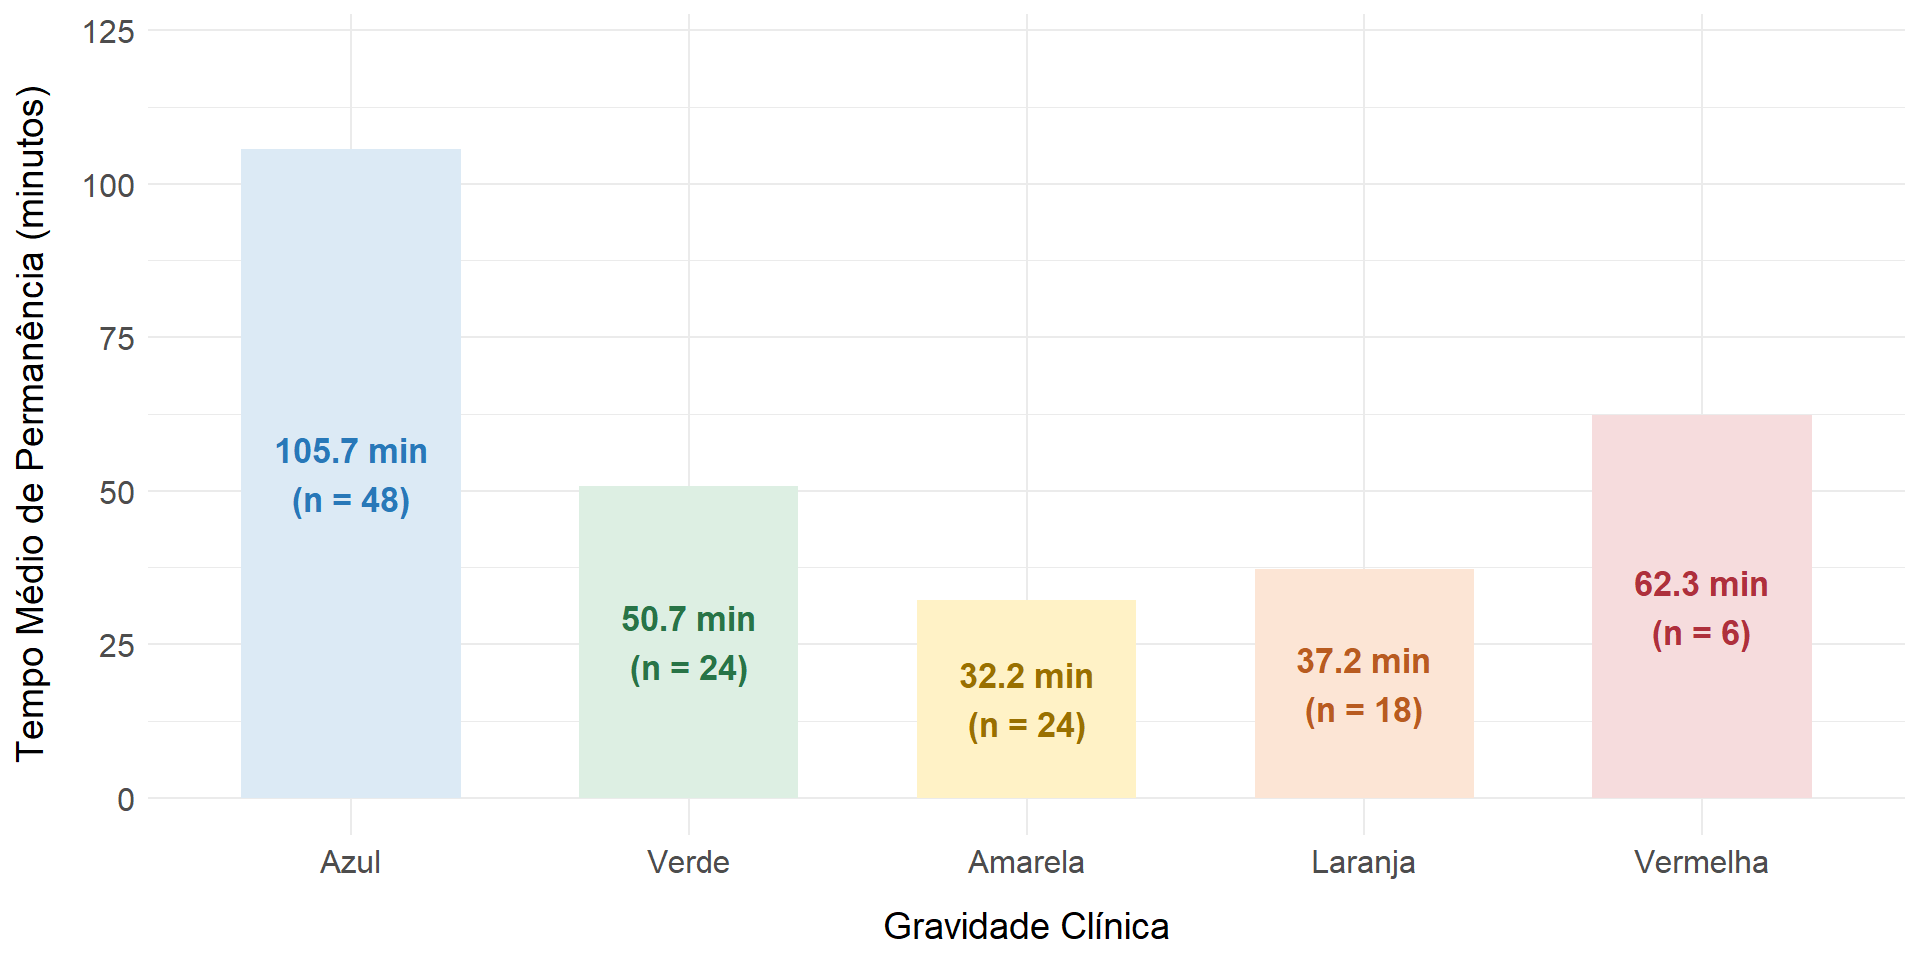 Tempo Médio de Permanência (minutos)
125
100
75
50
25
0
105.7 min
(n = 48)
50.7 min
(n = 24)
32.2 min
(n = 24)
37.2 min
(n = 18)
62.3 min
(n = 6)
Azul
Verde
Amarela
Laranja
Vermelha
Gravidade Clínica